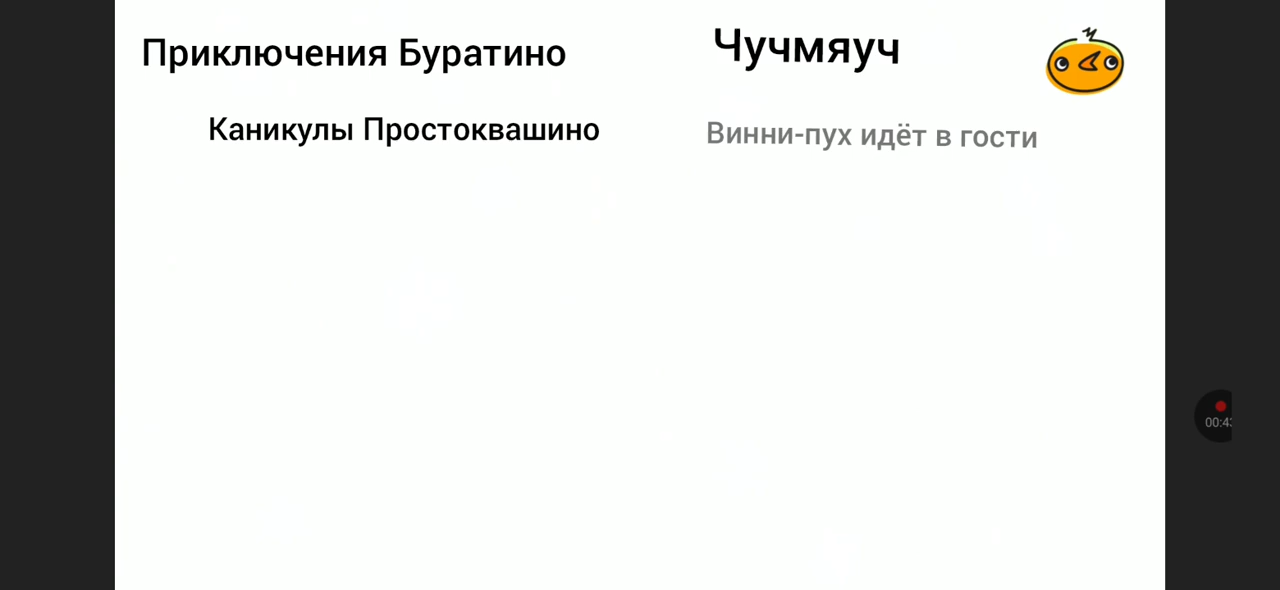 Приключения Буратино
Чучмяуч
Каникулы Простоквашино
Винни-пух идёт в гости